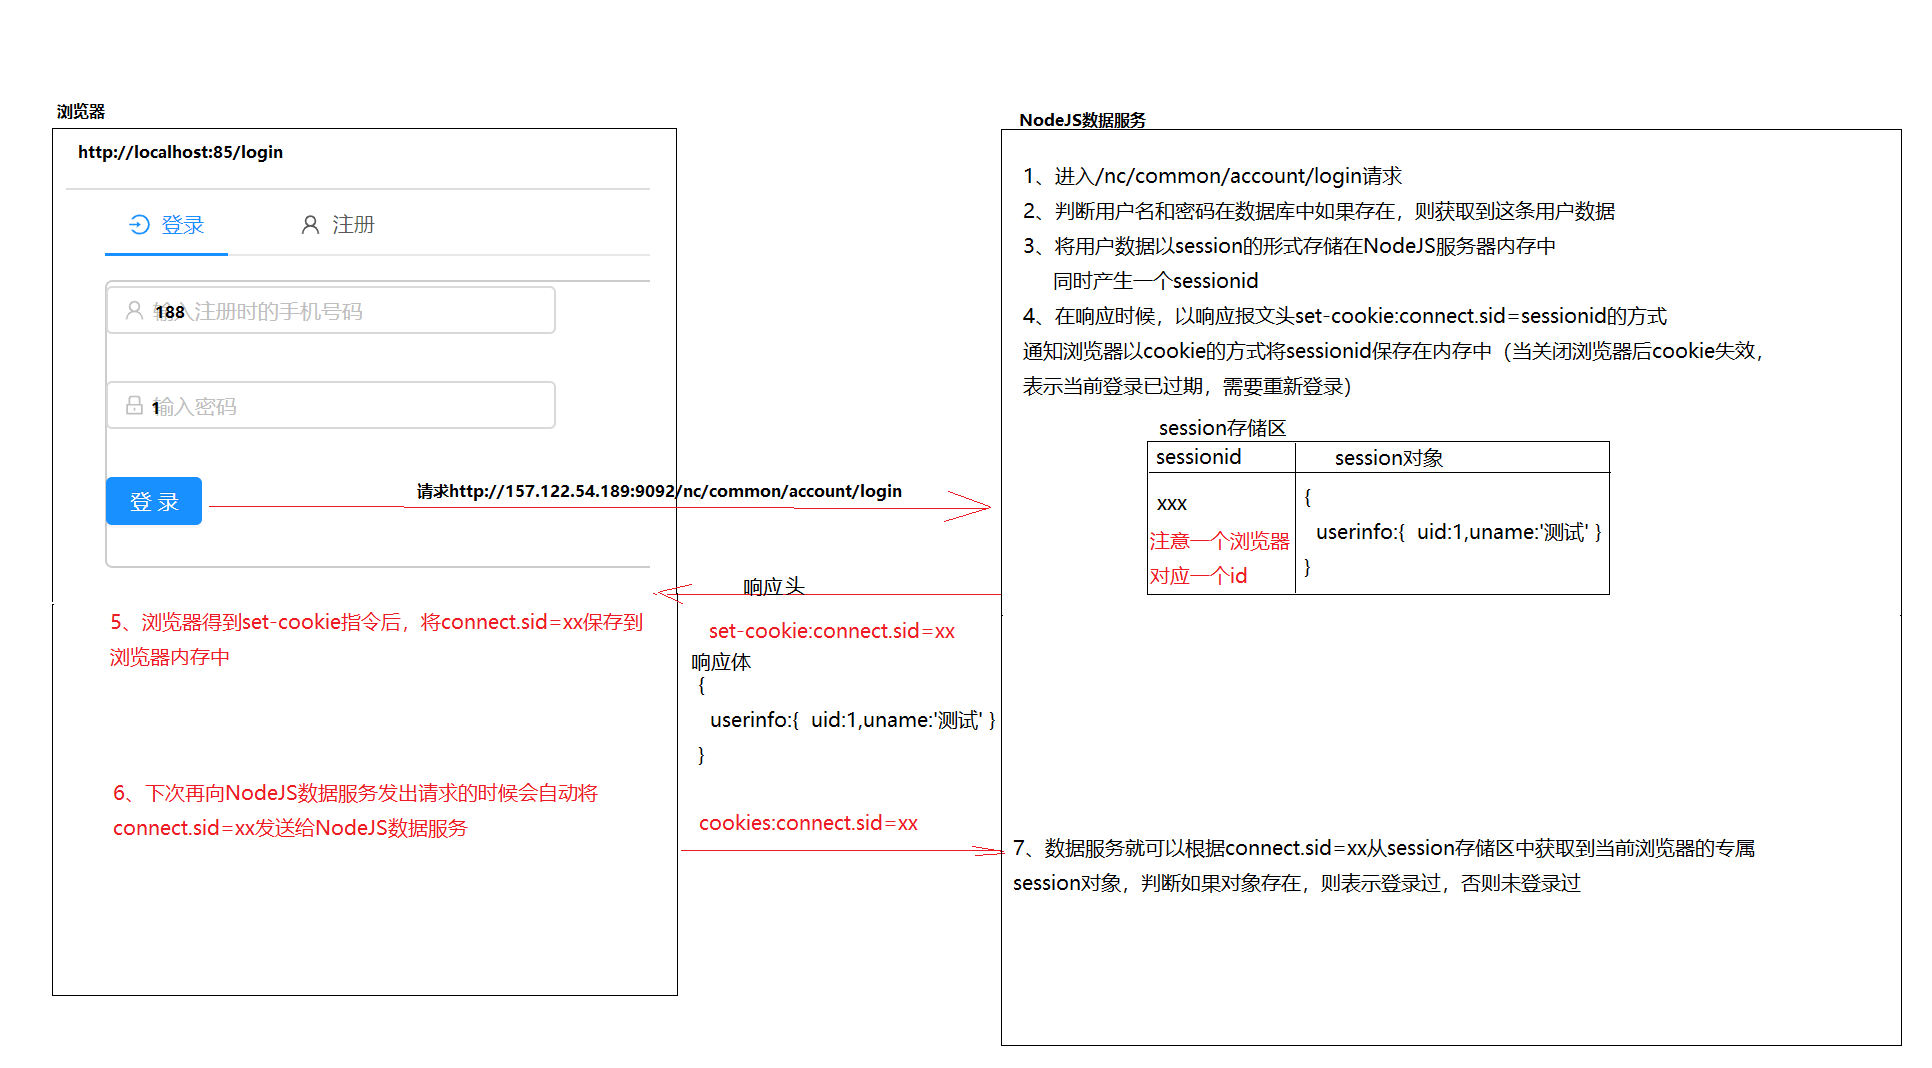 浏览器
http://localhost:85/login
登录
注册
输入注册时的手机号码
188
输入密码
1
登 录
请求http://157.122.54.189:9092/nc/common/account/login
5、浏览器得到set-cookie指令后，将connect.sid=xx保存到
浏览器内存中
6、下次再向NodeJS数据服务发出请求的时候会自动将
connect.sid=xx发送给NodeJS数据服务
响应头
set-cookie:connect.sid=xx
响应体
{
userinfo:{  uid:1,uname:'测试' }
}
cookies:connect.sid=xx
NodeJS数据服务
1、进入/nc/common/account/login请求
2、判断用户名和密码在数据库中如果存在，则获取到这条用户数据
3、将用户数据以session的形式存储在NodeJS服务器内存中
同时产生一个sessionid
4、在响应时候，以响应报文头set-cookie:connect.sid=sessionid的方式
通知浏览器以cookie的方式将sessionid保存在内存中（当关闭浏览器后cookie失效，
表示当前登录已过期，需要重新登录）
session存储区
sessionid
session对象
xxx
注意一个浏览器
对应一个id
{
userinfo:{  uid:1,uname:'测试' }
}
7、数据服务就可以根据connect.sid=xx从session存储区中获取到当前浏览器的专属
session对象，判断如果对象存在，则表示登录过，否则未登录过